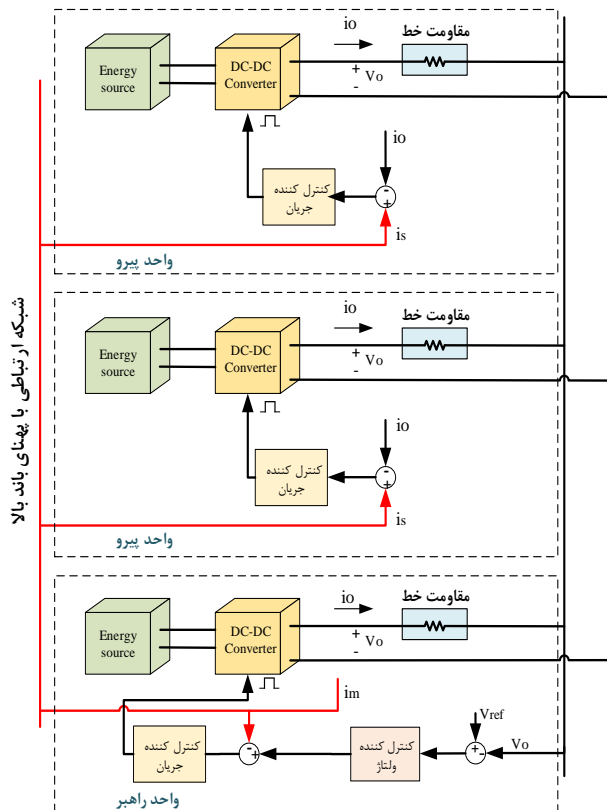 شبکه ارتباطی با پهنای باند بالا
Energy
source
DC-DC
Converter
io
مقاومت خط
+
Vo
-
io
-
+
کنترل کننده
جریان
is
واحد پیرو
Energy
source
DC-DC
Converter
io
مقاومت خط
+
Vo
-
io
-
+
کنترل کننده
جریان
is
واحد پیرو
Energy
source
DC-DC
Converter
io
مقاومت خط
+
Vo
-
im
Vref
Vo
+
-
کنترل کننده
ولتاژ
-
+
کنترل کننده
جریان
واحد راهبر